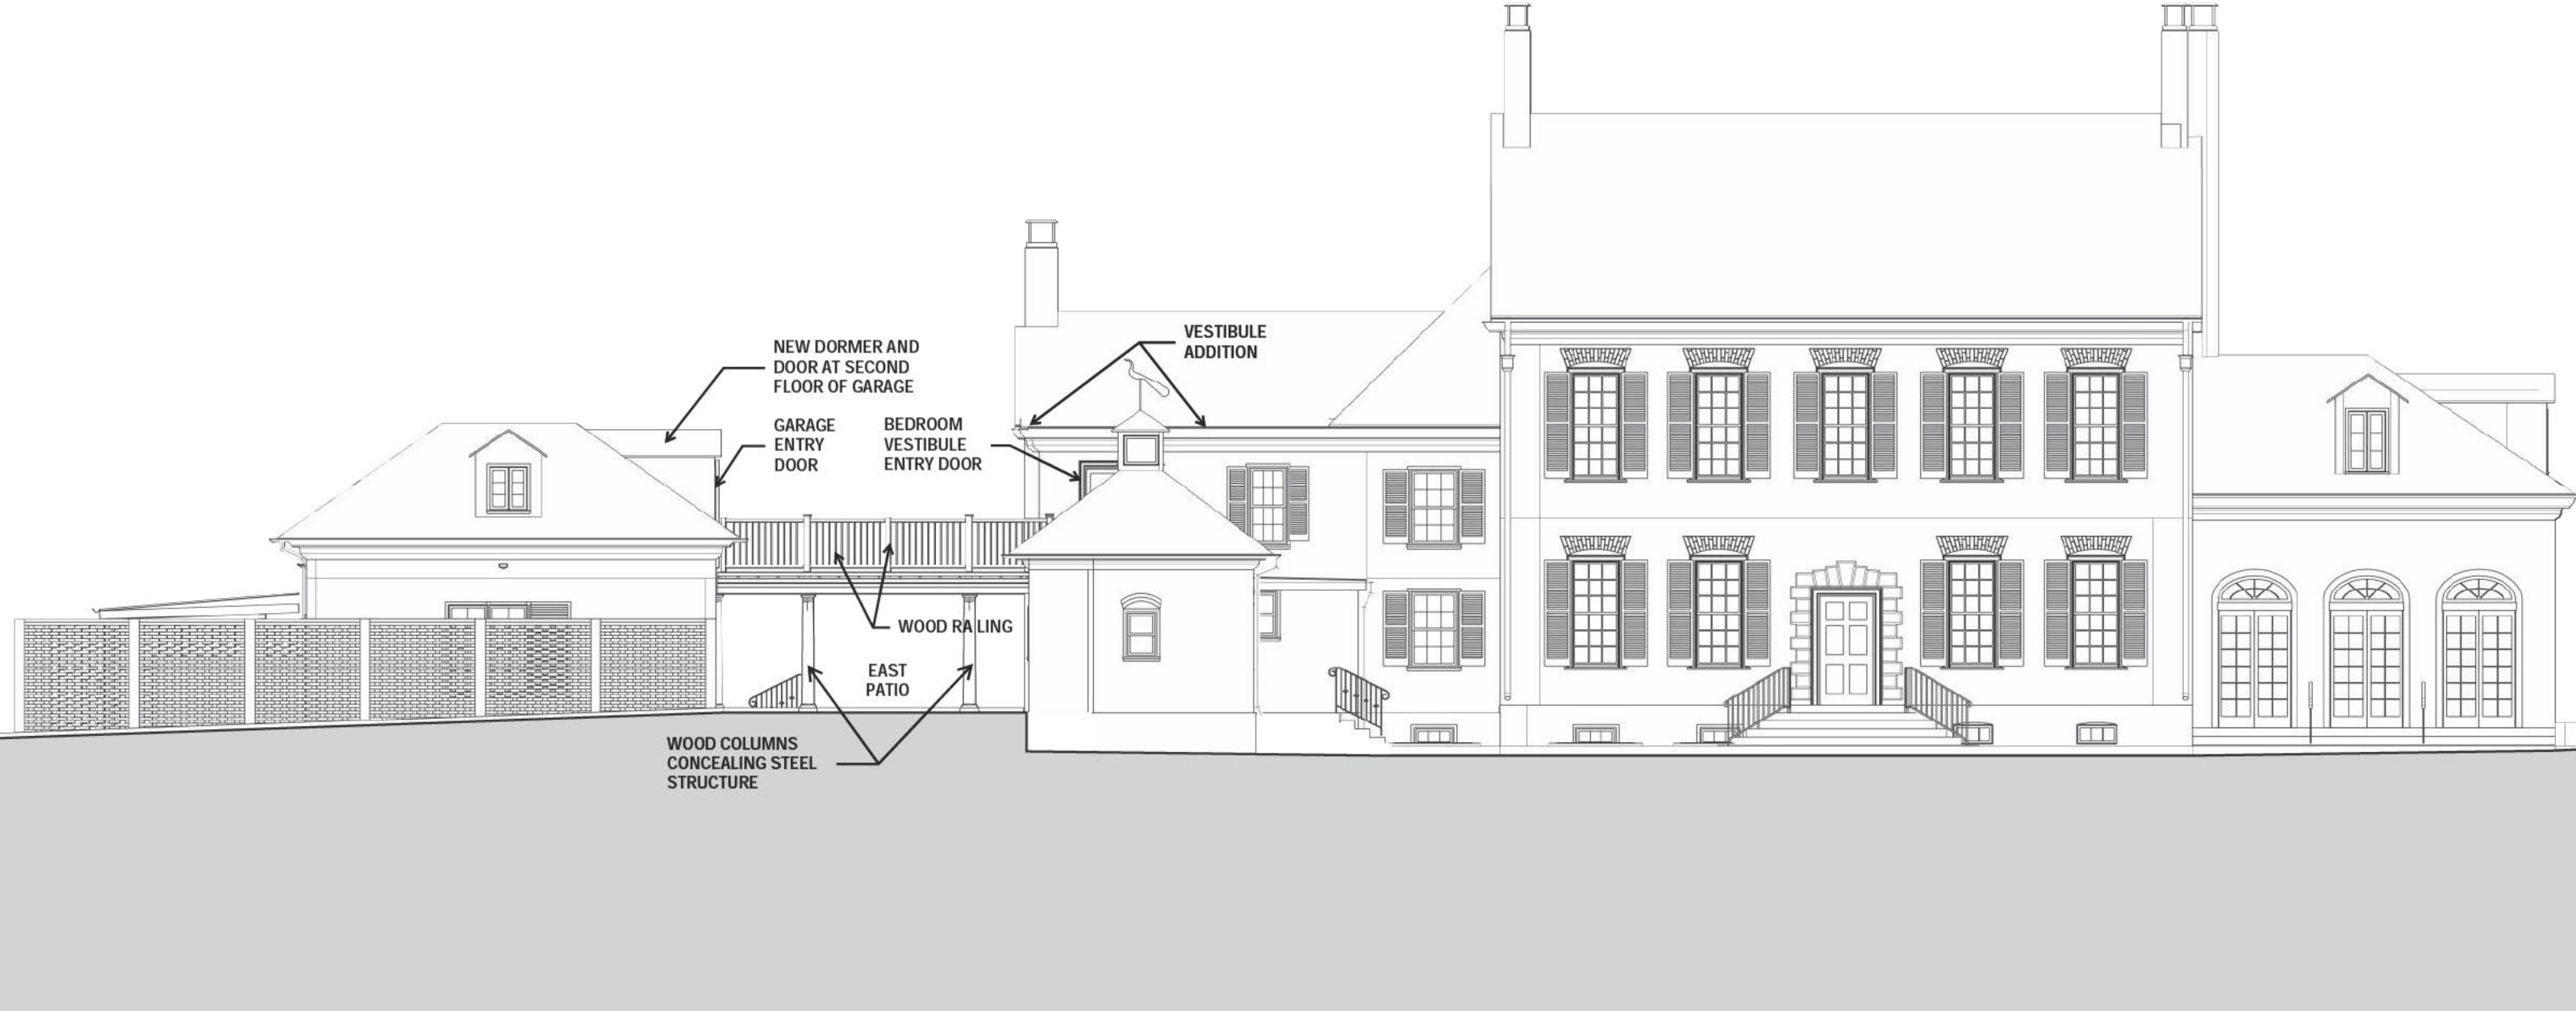 NEW DORMER AND
DOOR AT SECOND
FLOOR OF GARAGE
GARAGE
ENTRY
DOOR
BEDROOM
VESTIBULE
ENTRY DOOR
VESTIBULE
ADDITION
WOOD RAILING
EAST
PATIO
WOOD COLUMNS
CONCEALING STEEL
STRUCTURE